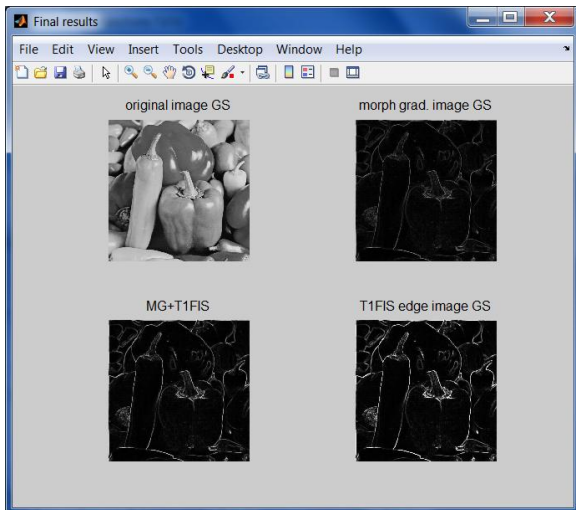 Final results
File Edit View Insert Tools Desktop Window Help
original image GS
morph grad. image GS
MG+T1FIS
T1FIS edge image GS